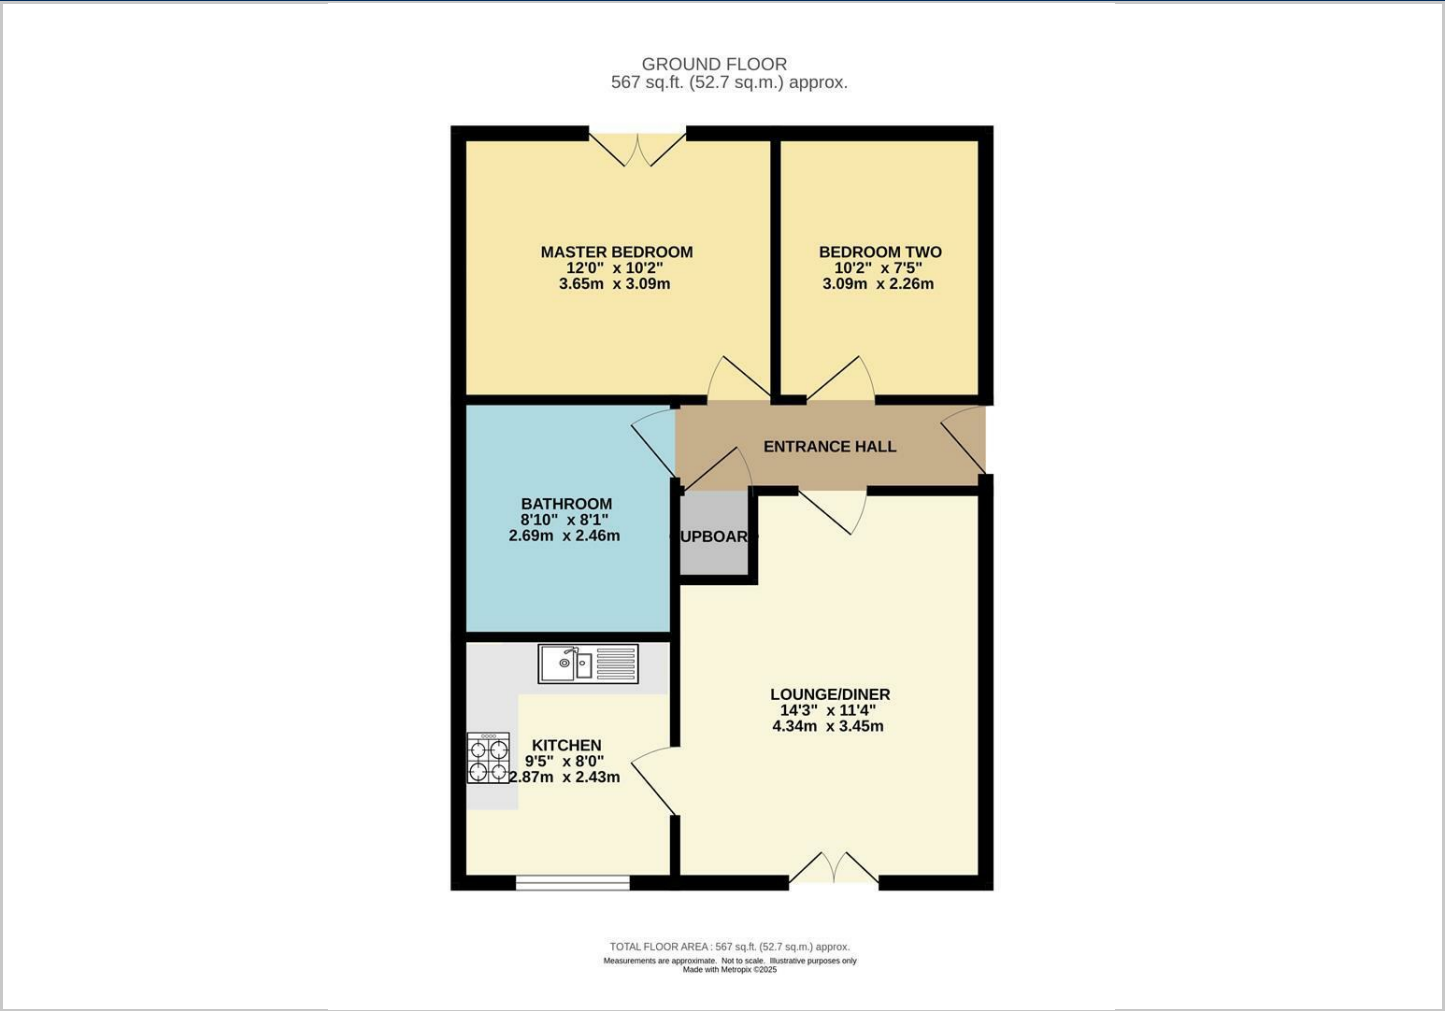 GROUND FLOOR
567 sq.ft. (52.7 sq.m.) approx.
MASTER BEDROOM
12'0" x 10'2"
3.65m x 3.09m
BEDROOM TWO
10'2" x 7'5"
3.09m x 2.26m
ENTRANCE HALL
BATHROOM
8'10" x 8'1"
2.69m x 2.46m
UPBOAR
LOUNGE/DINER
14'3" x 11'4"
4.34m x 3.45m
KITCHEN
9'5" x 8'0"
2.87m x 2.43m
TOTAL FLOOR AREA : 567 sq.ft. (52.7 sq.m.) approx.
Measurements are approximate. Not to scale. Illustrative purposes only
Made with Metropix ©2025